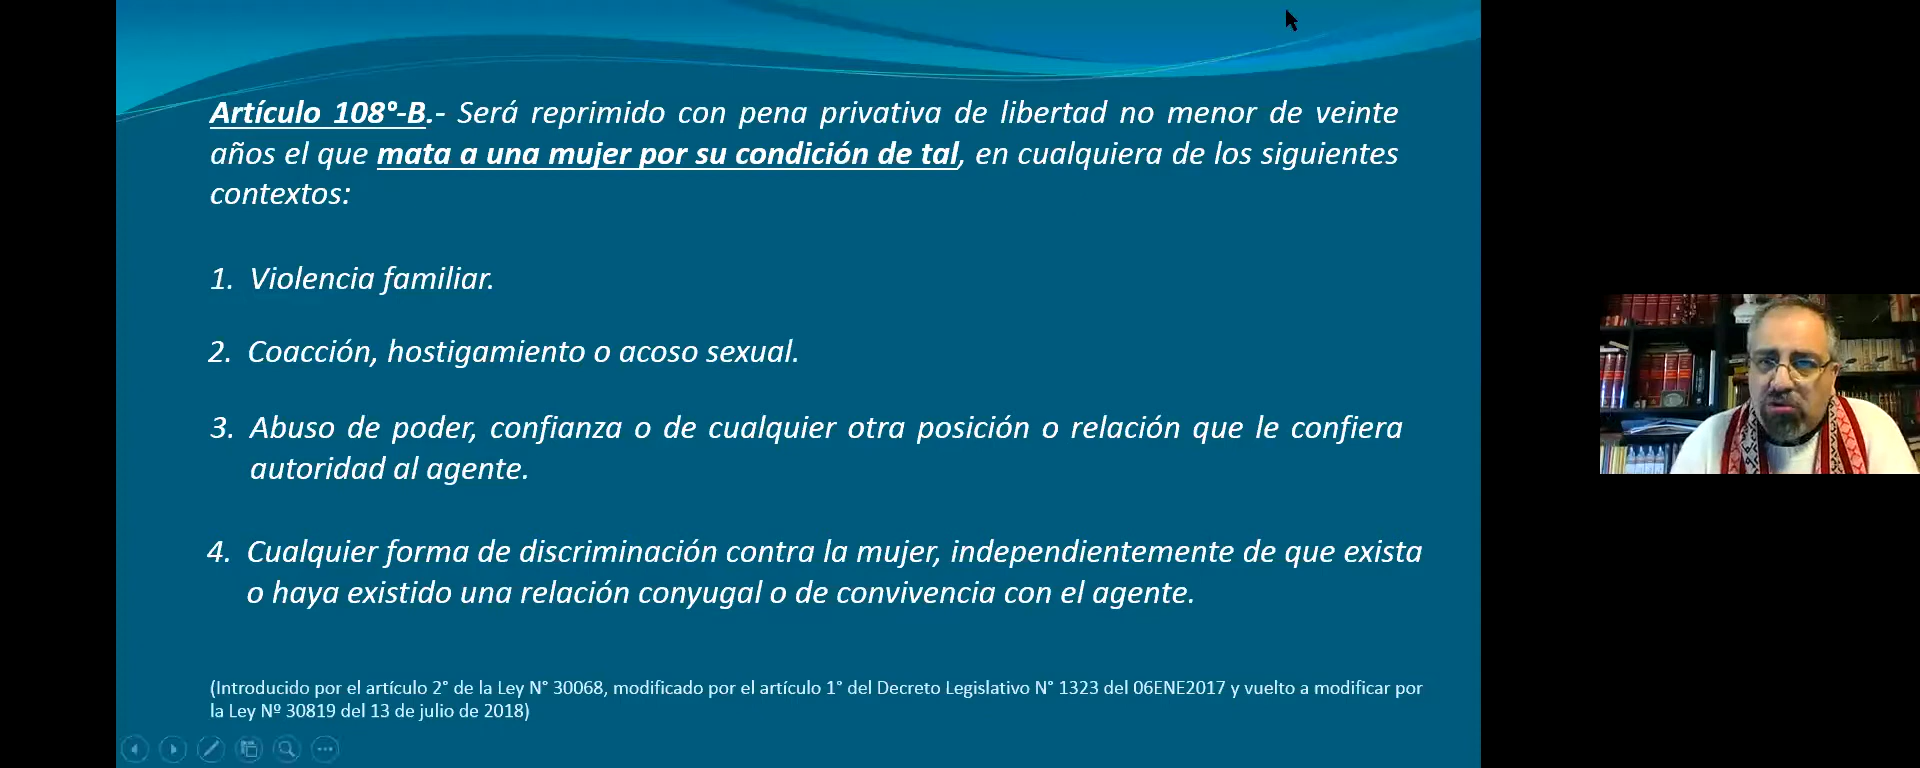 Artículo 108º-B.- Será reprimido con pena privativa de libertad no menor de veinte
años el que mata a una mujer por su condición de tal, en cualquiera de los siguientes
contextos:
1. Violencia familiar.
2. Coacción, hostigamiento o acoso sexual.
3. Abuso de poder, confianza o de cualquier otra posición o relación que le confiera
autoridad al agente.
4. Cualquier forma de discriminación contra la mujer, independientemente de que exista
o haya existido una relación conyugal o de convivencia con el agente.
(Introducido por el artículo 2° de la Ley N° 30068, modificado por el artículo 1° del Decreto Legislativo N° 1323 del 06ENE2017 y vuelto a modificar por
la Ley Nº 30819 del 13 de julio de 2018)